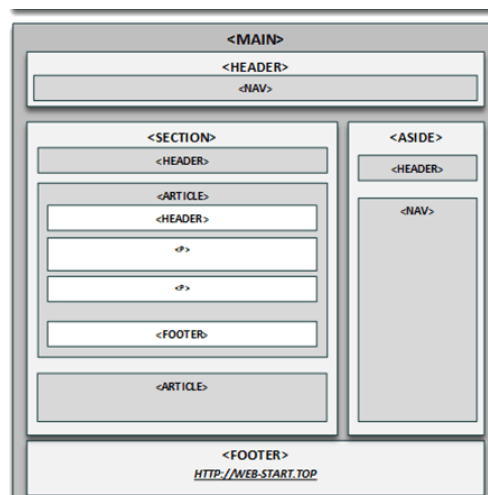 <MAIN>
<HEADER>
<NAV>
<SECTION>
<HEADER>
<ARTICLE>
<HEADER>
<P>
<P>
<FOOTER>
<ARTICLE>
<ASIDE>
<HEADER>
<NAV>
<FOOTER>
HTTP://WEB-START.TOP